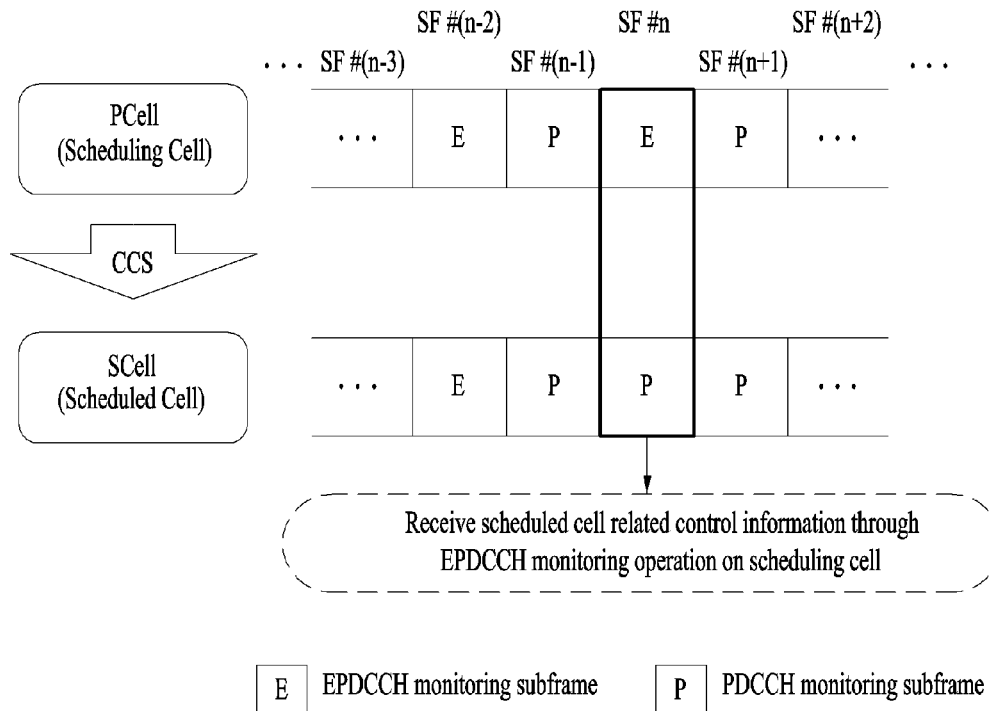 SF #(n-2) SF #n SF #(n+2)
· · · SF #(n-3) SF #(n-1) SF #(n+1) · · ·
PCell
(Scheduling Cell)
· · · E P E P · · ·
CCS
SCell
(Scheduled Cell)
· · · E P P P · · ·
Receive scheduled cell related control information through
EPDCCH monitoring operation on scheduling cell
E EPDCCH monitoring subframe P PDCCH monitoring subframe